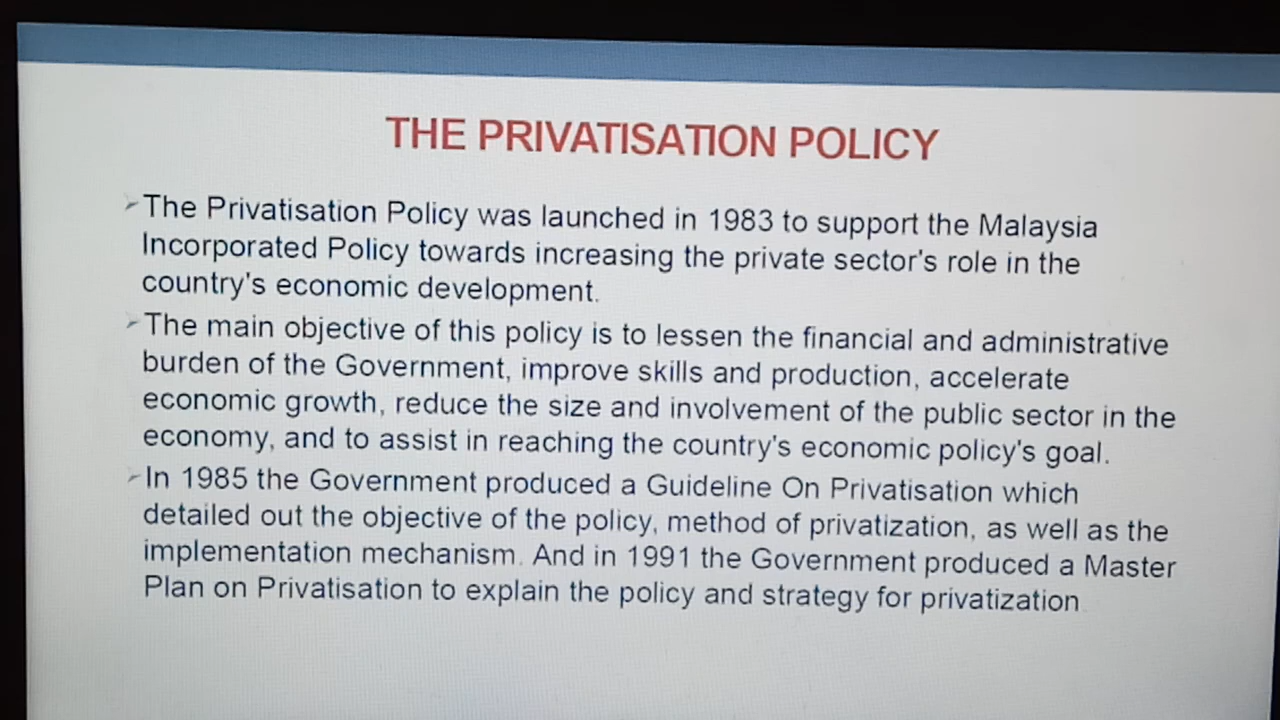 THE PRIVATISATION POLICY
➢The Privatisation Policy was launched in 1983 to support the Malaysia
Incorporated Policy towards increasing the private sector's role in the
country's economic development.
➢The main objective of this policy is to lessen the financial and administrative
burden of the Government, improve skills and production, accelerate
economic growth, reduce the size and involvement of the public sector in the
economy, and to assist in reaching the country's economic policy's goal.
➢In 1985 the Government produced a Guideline On Privatisation which
detailed out the objective of the policy, method of privatization, as well as the
implementation mechanism. And in 1991 the Government produced a Master
Plan on Privatisation to explain the policy and strategy for privatization